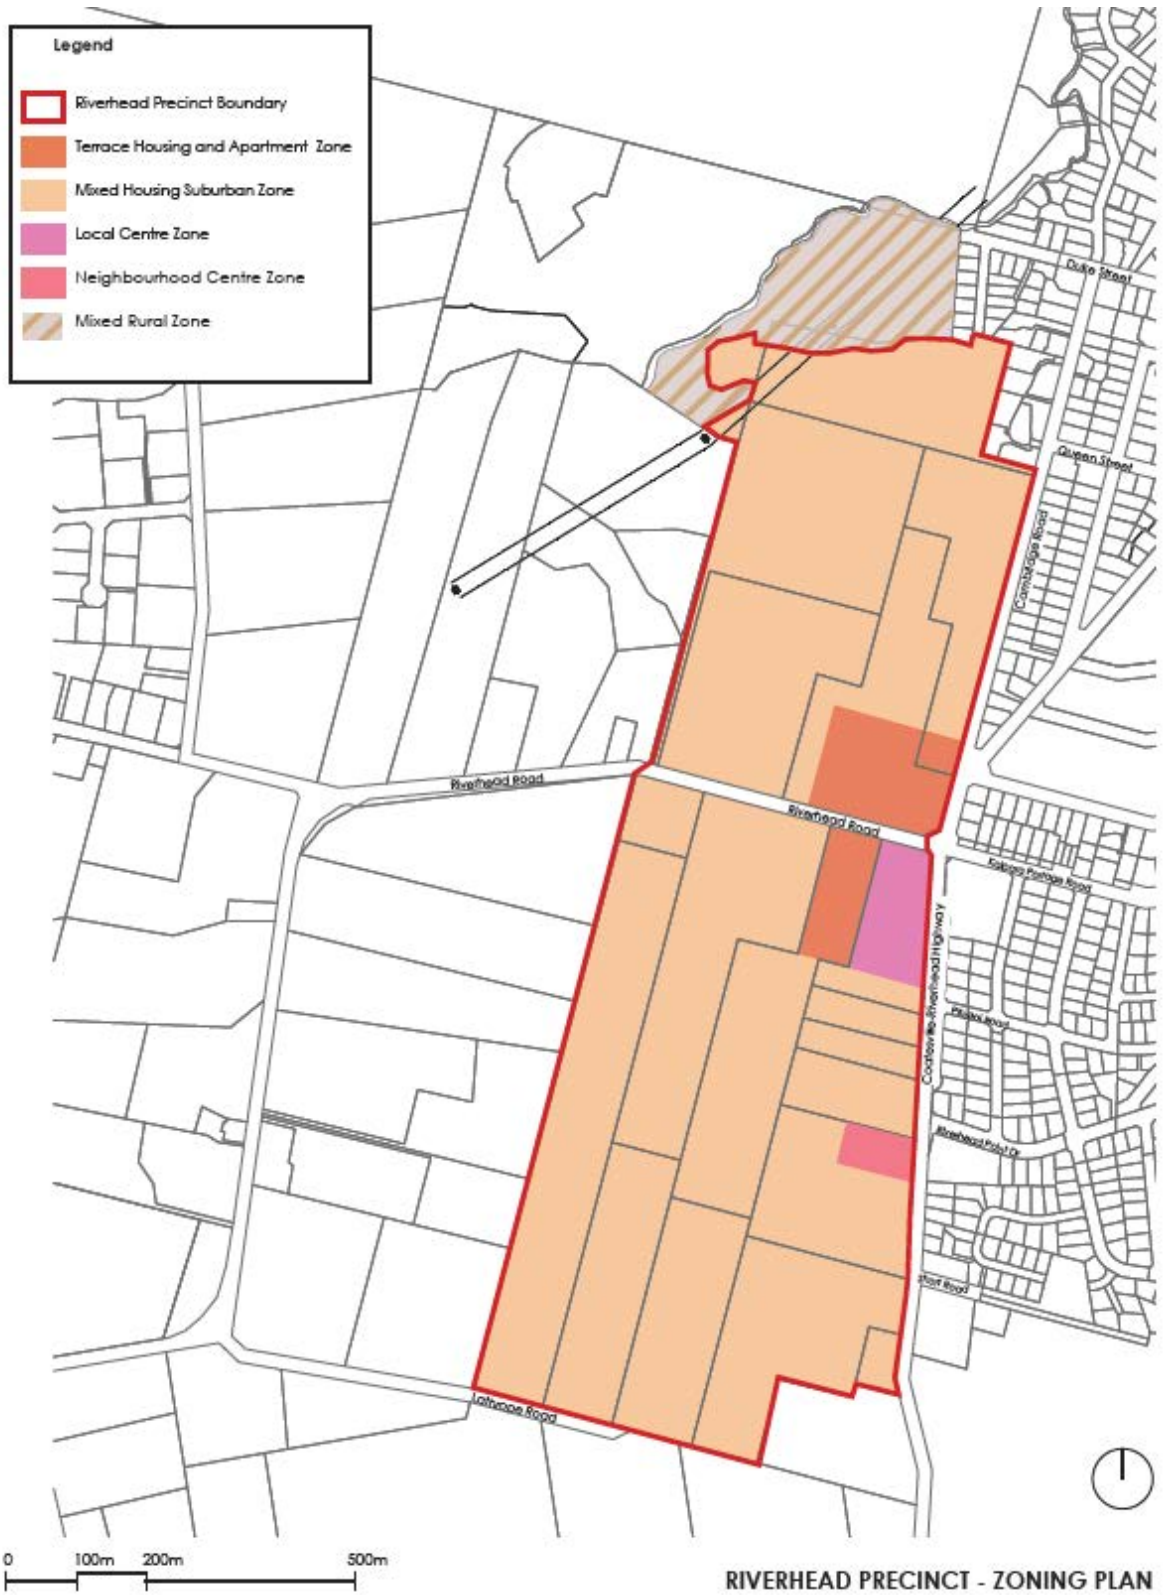 Legend
Riverhead Precinct Boundary
Terrace Housing and Apartment Zone
Mixed Housing Suburban Zone
Local Centre Zone
Neighbourhood Centre Zone
Mixed Rural Zone
Duke Street
Queen Street
Cambridge Road
Riverhead Road
Riverhead Road
Kaipara Portage Road
Coatesville-Riverhead Highway
Pitoitoi Road
Riverhead Point Dr
Short Road
Lathrope Road
0 100m 200m 500m
RIVERHEAD PRECINCT - ZONING PLAN